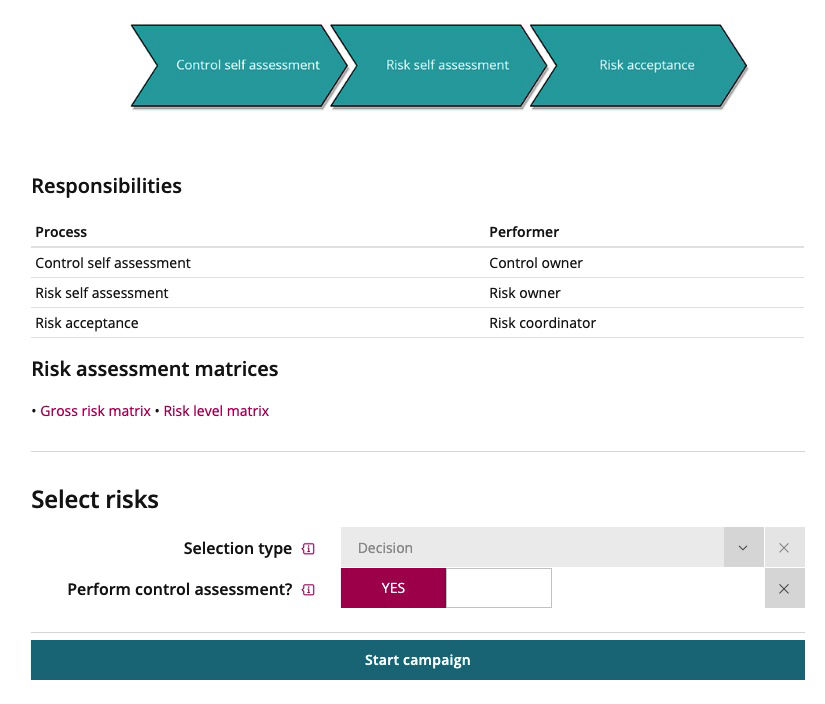 Control self assessment Risk self assessment Risk acceptance
Responsibilities
Process Performer
Control self assessment Control owner
Risk self assessment Risk owner
Risk acceptance Risk coordinator
Risk assessment matrices
• Gross risk matrix • Risk level matrix
Select risks
Selection type Decision
Perform control assessment? YES
Start campaign